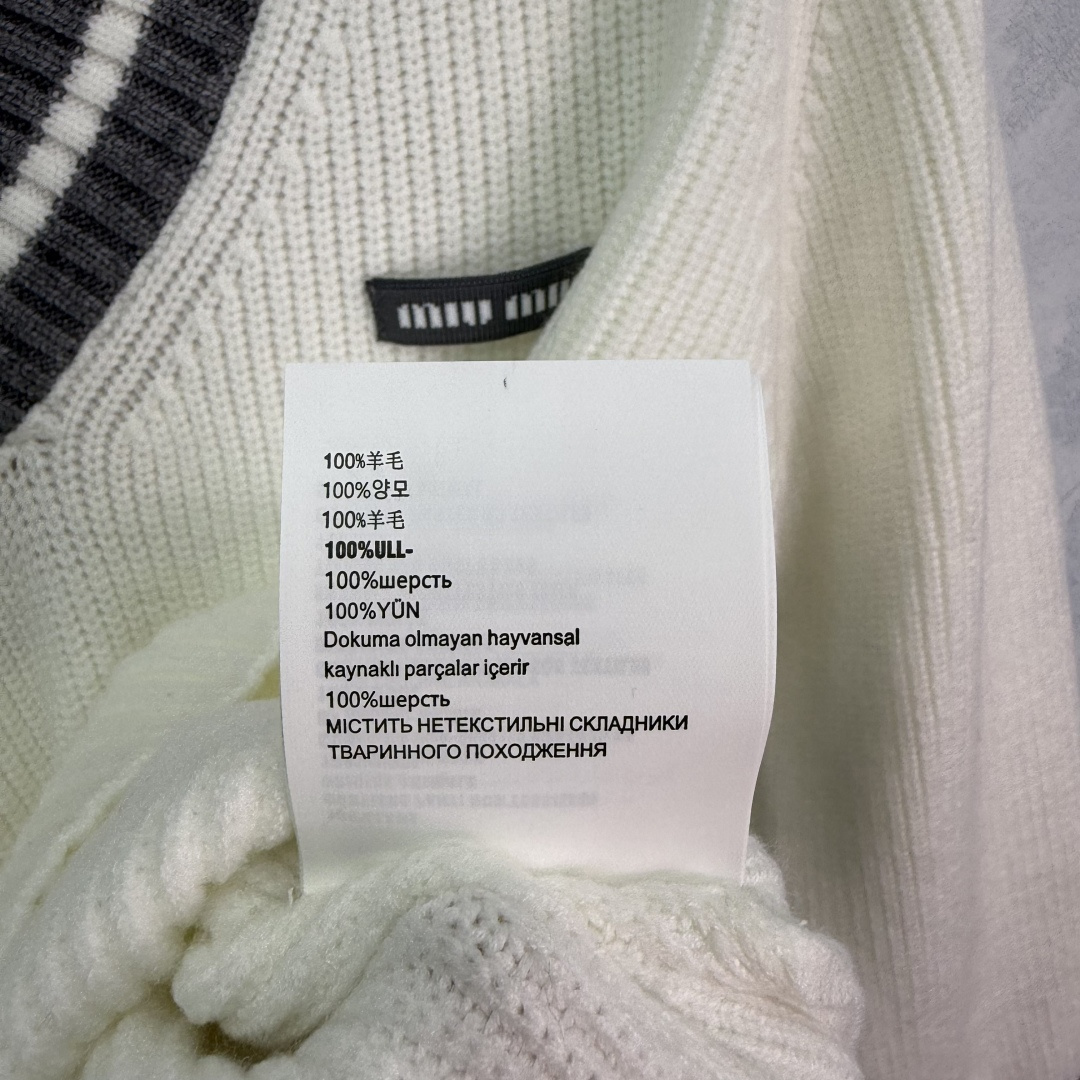 miu miu
100%羊毛
100%양모
100%羊毛
100%ULL-
100%шерсть
100%YÜN
Dokuma olmayan hayvansal
kaynaklı parçalar içerir
100%шерсть
МІСТИТЬ НЕТЕКСТИЛЬНІ СКЛАДНИКИ
ТВАРИННОГО ПОХОДЖЕННЯ